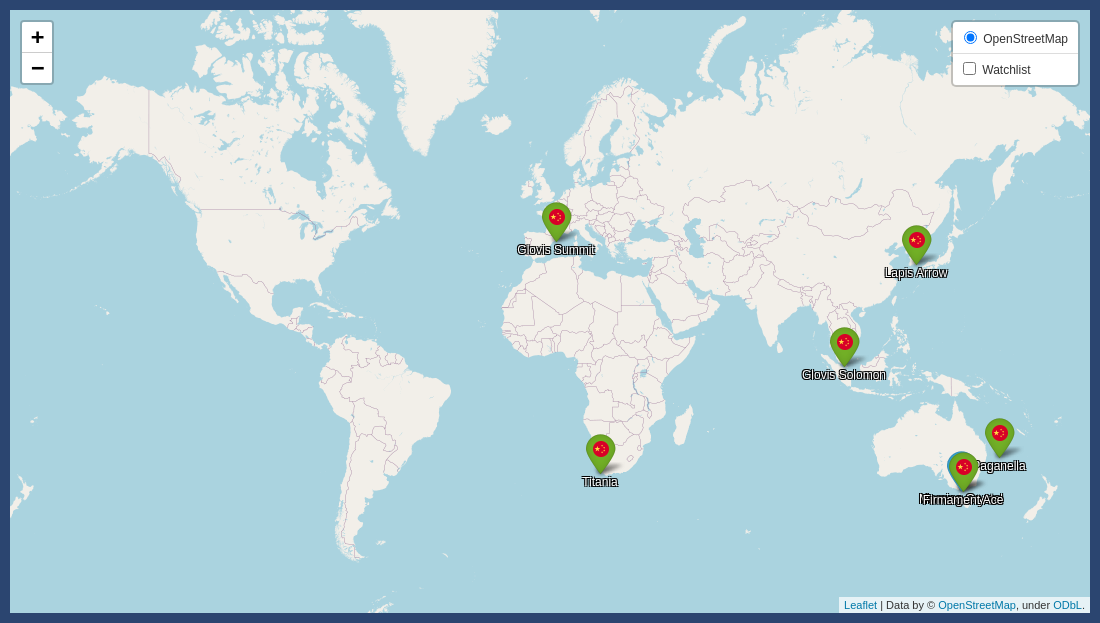 +
−
OpenStreetMap
Watchlist
Glovis Summit
Lapis Arrow
Glovis Solomon
Paganella
Titania
Firmament Ace
Leaflet | Data by © OpenStreetMap, under ODbL.